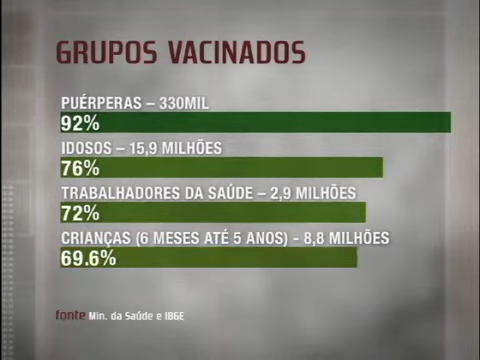 GRUPOS VACINADOS
PUÉRPERAS – 330MIL
92%
IDOSOS – 15,9 MILHÕES
76%
TRABALHADORES DA SAÚDE – 2,9 MILHÕES
72%
CRIANÇAS (6 MESES ATÉ 5 ANOS) - 8,8 MILHÕES
69.6%
fonte Min. da Saúde e IBGE